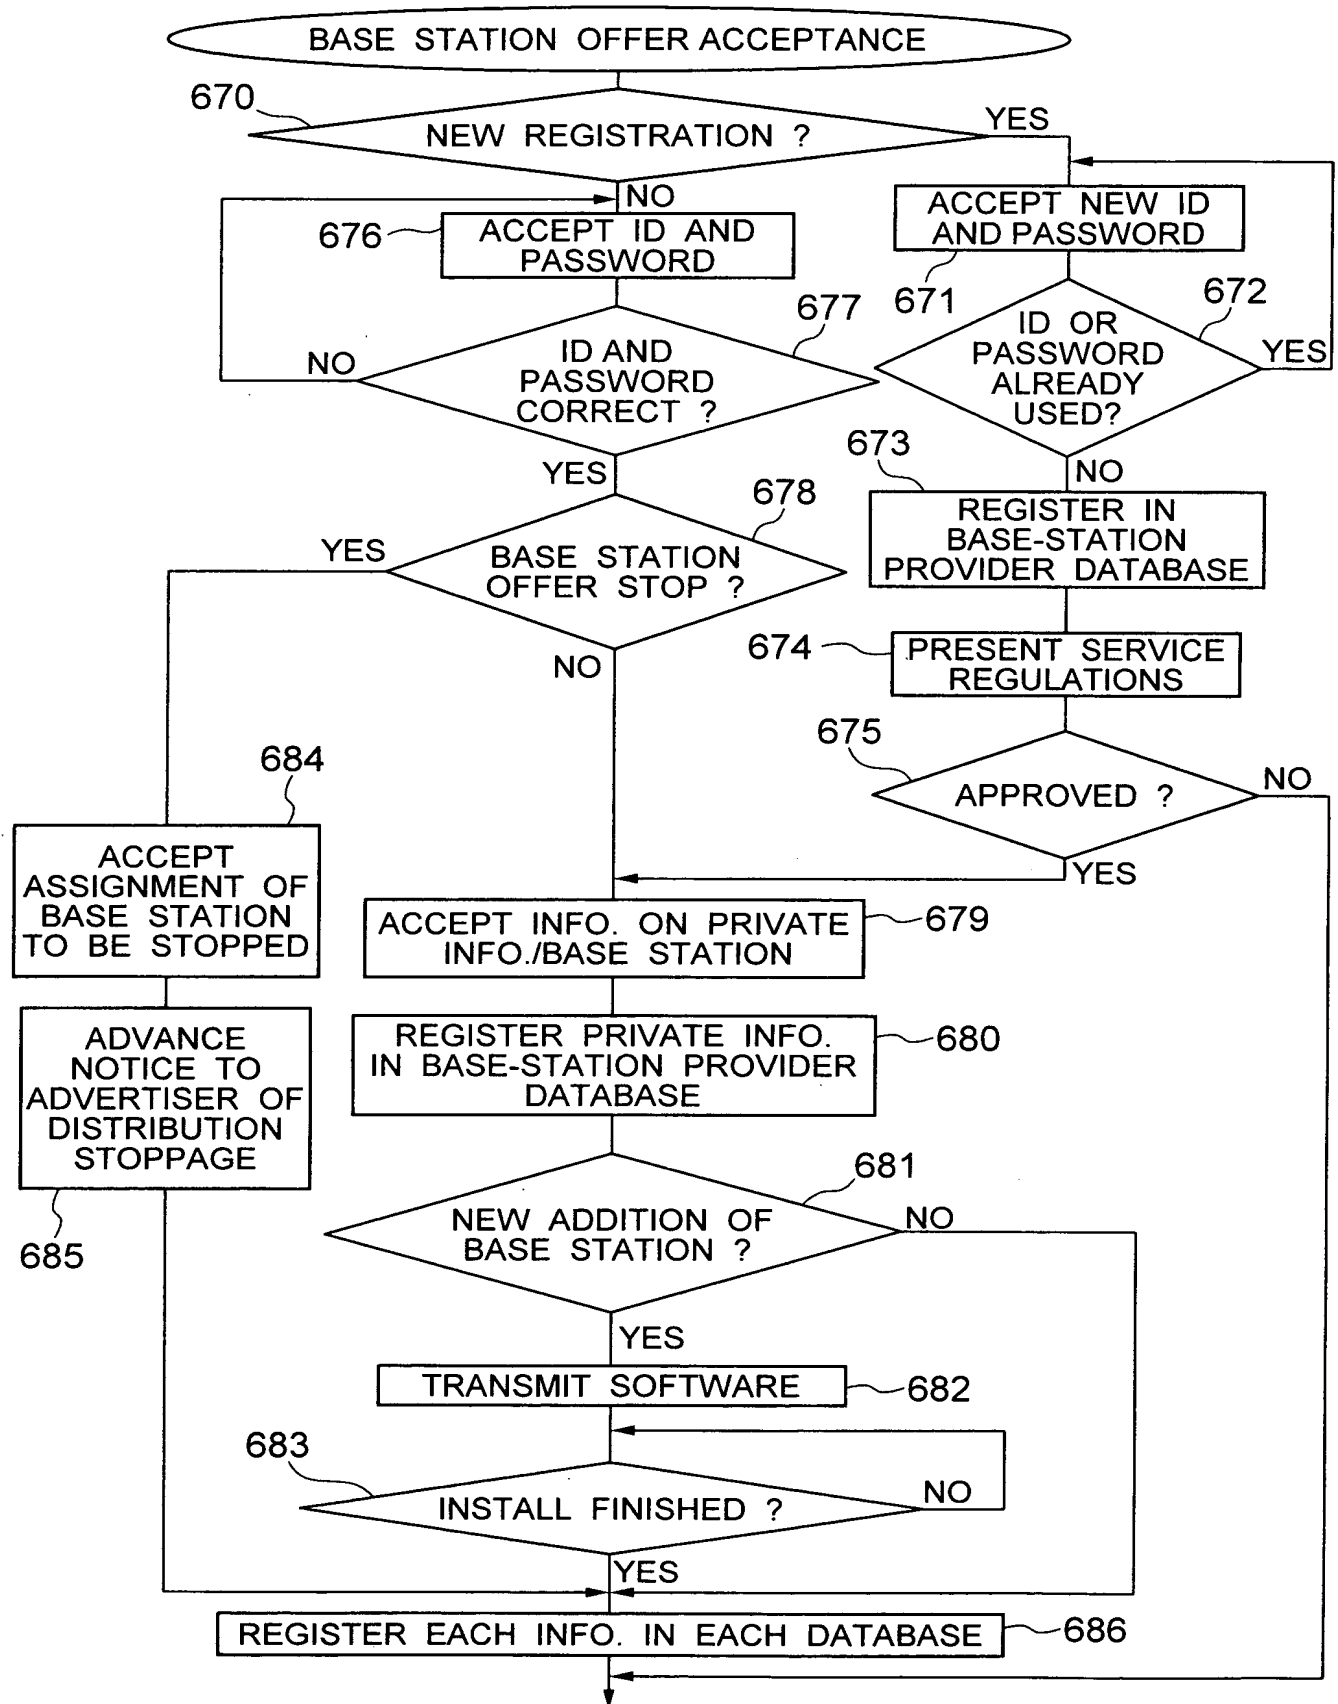 BASE STATION OFFER ACCEPTANCE
670
NEW REGISTRATION ?
YES
NO
676
ACCEPT ID AND
PASSWORD
ACCEPT NEW ID
AND PASSWORD
671
672
677
ID AND
PASSWORD
CORRECT ?
NO
ID OR
PASSWORD
ALREADY
USED?
YES
YES
673
NO
678
REGISTER IN
BASE-STATION
PROVIDER DATABASE
YES
BASE STATION
OFFER STOP ?
NO
674
PRESENT SERVICE
REGULATIONS
675
APPROVED ?
NO
YES
684
ACCEPT
ASSIGNMENT OF
BASE STATION
TO BE STOPPED
ACCEPT INFO. ON PRIVATE
INFO./BASE STATION
679
ADVANCE
NOTICE TO
ADVERTISER OF
DISTRIBUTION
STOPPAGE
685
REGISTER PRIVATE INFO.
IN BASE-STATION PROVIDER
DATABASE
680
681
NEW ADDITION OF
BASE STATION ?
NO
YES
TRANSMIT SOFTWARE
682
683
INSTALL FINISHED ?
NO
YES
REGISTER EACH INFO. IN EACH DATABASE
686